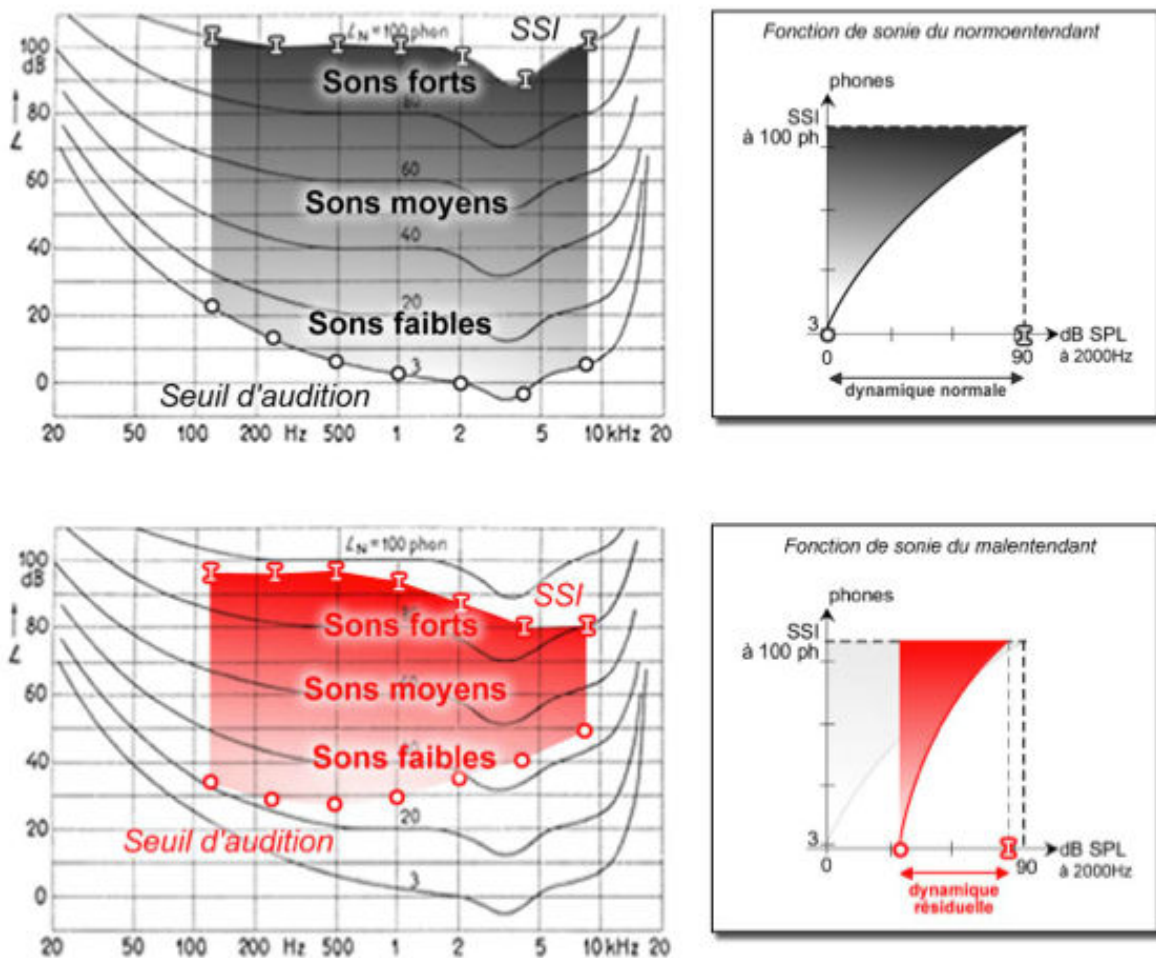 100
dB
L
80
60
40
20
0
L_N = 100 phon
SSI
Sons forts
80
60
Sons moyens
40
20
Sons faibles
3
Seuil d'audition
20 50 100 200 Hz 500 1 2 5 10 kHz 20
Fonction de sonie du normoentendant
phones
SSI
à 100 ph
3
0
90
dB SPL
à 2000Hz
dynamique normale
100
dB
L
80
60
40
20
0
L_N = 100 phon
SSI
Sons forts
Sons moyens
Sons faibles
20
Seuil d'audition
3
20 50 100 200 Hz 500 1 2 5 10 kHz 20
Fonction de sonie du malentendant
phones
SSI
à 100 ph
3
0
90
dB SPL
à 2000Hz
dynamique
résiduelle